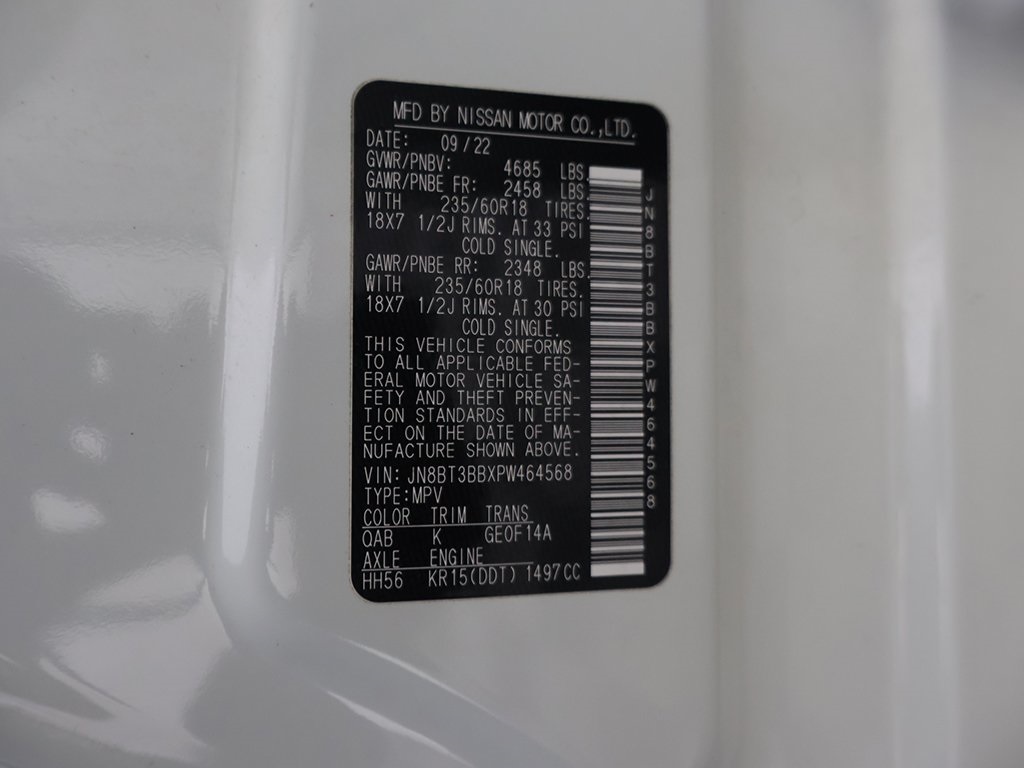 MFD BY NISSAN MOTOR CO.,LTD.
DATE: 09/22
GVWR/PNBV: 4685 LBS
GAWR/PNBE FR: 2458 LBS
WITH 235/60R18 TIRES.
18X7 1/2J RIMS. AT 33 PSI
COLD SINGLE.
GAWR/PNBE RR: 2348 LBS.
WITH 235/60R18 TIRES.
18X7 1/2J RIMS. AT 30 PSI
COLD SINGLE.
THIS VEHICLE CONFORMS
TO ALL APPLICABLE FED-
ERAL MOTOR VEHICLE SA-
FETY AND THEFT PREVEN-
TION STANDARDS IN EFF-
ECT ON THE DATE OF MA-
NUFACTURE SHOWN ABOVE.
VIN: JN8BT3BBXPW464568
TYPE:MPV
COLOR TRIM TRANS
QAB K GE0F14A
AXLE ENGINE
HH56 KR15(DDT) 1497CC
JN8BT3BBXPW464568